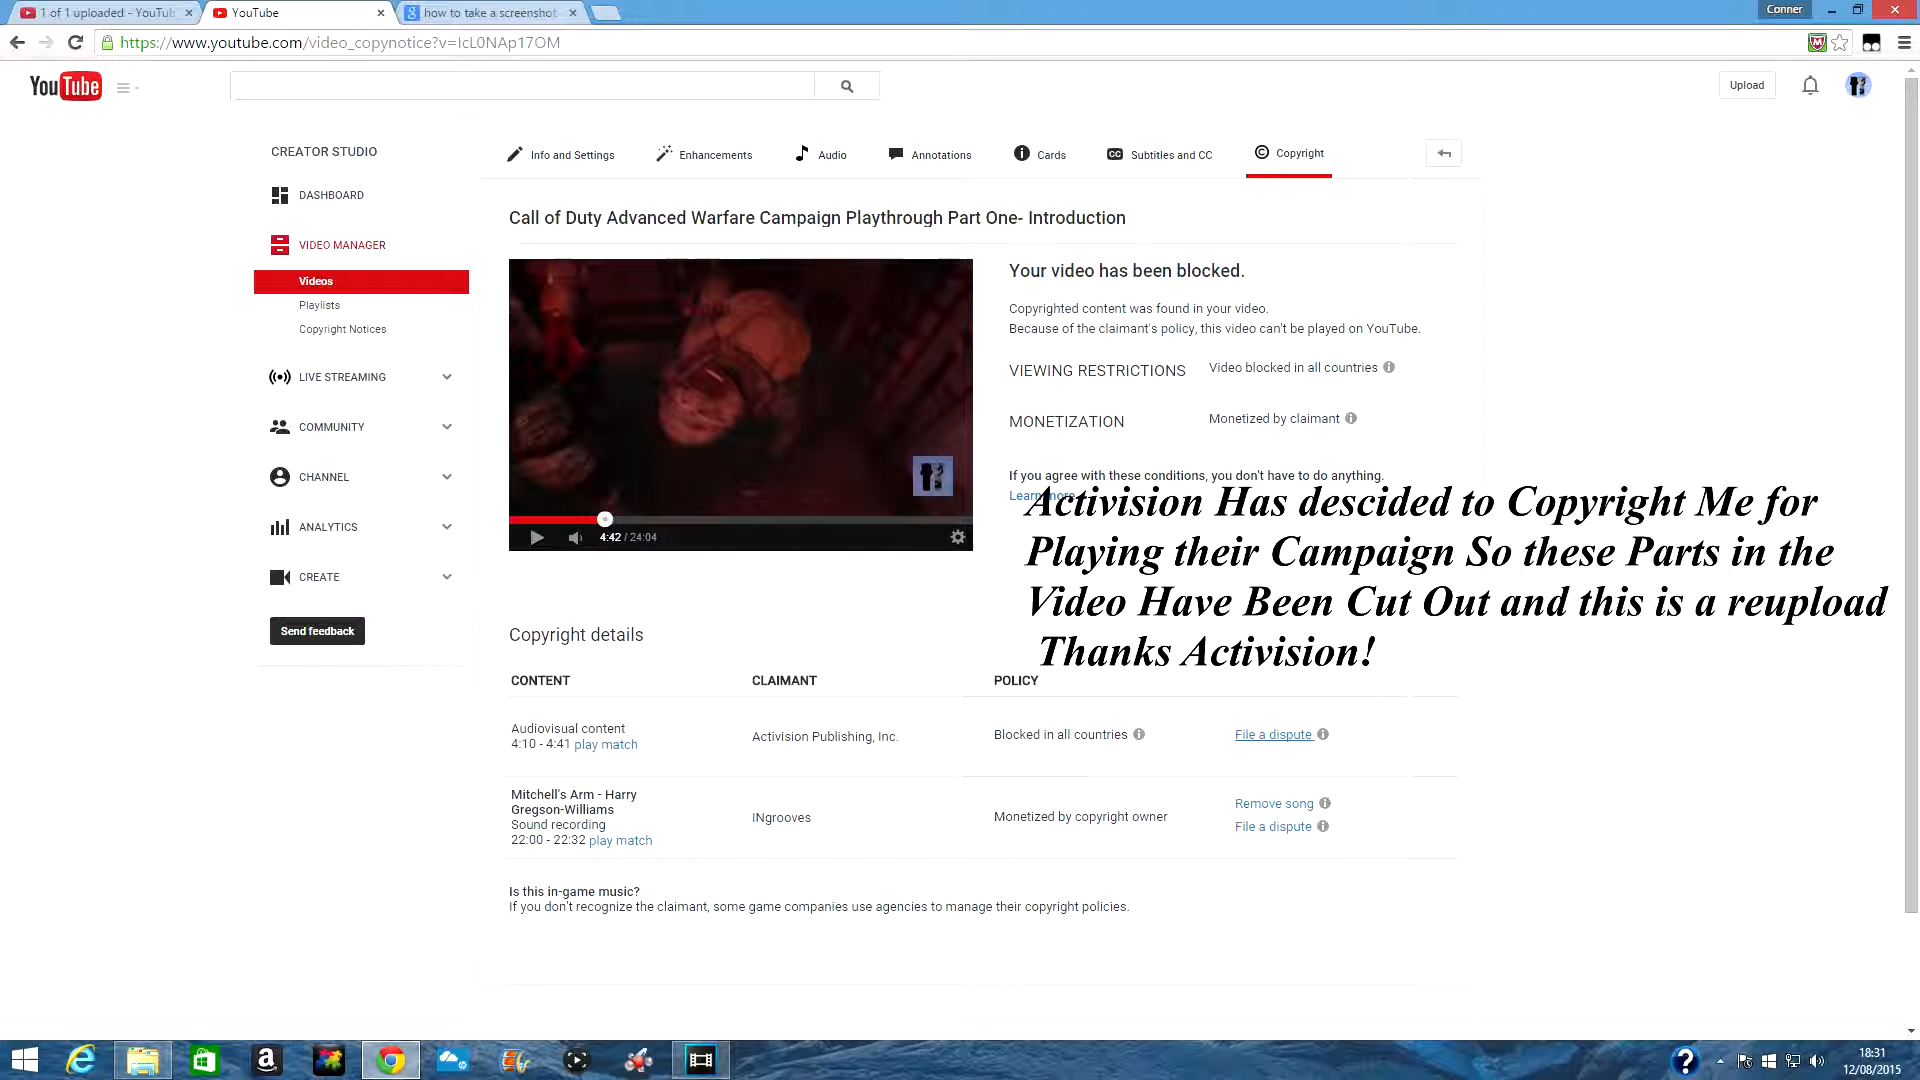 1 of 1 uploaded - YouTub
YouTube
how to take a screenshot
Conner
https://www.youtube.com/video_copynotice?v=IcL0NAp17OM
YouTube
Upload
CREATOR STUDIO
DASHBOARD
VIDEO MANAGER
Videos
Playlists
Copyright Notices
LIVE STREAMING
COMMUNITY
CHANNEL
ANALYTICS
CREATE
Send feedback
Info and Settings
Enhancements
Audio
Annotations
Cards
CC Subtitles and CC
Copyright
Call of Duty Advanced Warfare Campaign Playthrough Part One- Introduction
4:42 / 24:04
Your video has been blocked.
Copyrighted content was found in your video.
Because of the claimant's policy, this video can't be played on YouTube.
VIEWING RESTRICTIONS Video blocked in all countries
MONETIZATION Monetized by claimant
If you agree with these conditions, you don't have to do anything.
Learn more
Activision Has descided to Copyright Me for
Playing their Campaign So these Parts in the
Video Have Been Cut Out and this is a reupload
Thanks Activision!
Copyright details
CONTENT CLAIMANT POLICY
Audiovisual content
4:10 - 4:41 play match
Activision Publishing, Inc.
Blocked in all countries
File a dispute
Mitchell's Arm - Harry
Gregson-Williams
Sound recording
22:00 - 22:32 play match
INgrooves
Monetized by copyright owner
Remove song
File a dispute
Is this in-game music?
If you don't recognize the claimant, some game companies use agencies to manage their copyright policies.
18:31
12/08/2015